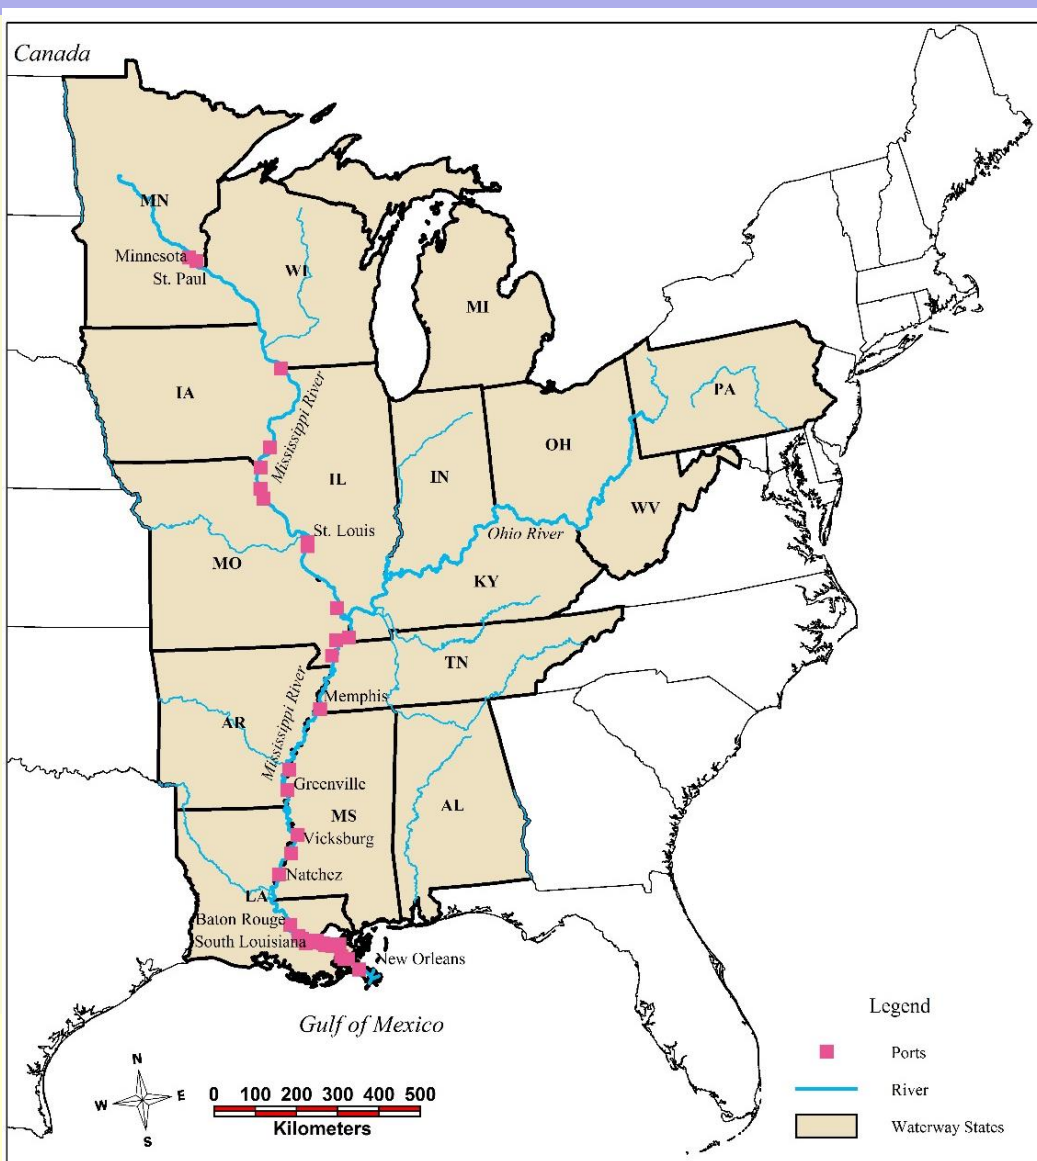 Canada
MN
Minnesota
St. Paul
WI
MI
IA
Mississippi River
PA
OH
IL
IN
WV
St. Louis
Ohio River
MO
KY
TN
Memphis
AR
Mississippi River
Greenville
MS
AL
Vicksburg
Natchez
LA
Baton Rouge
South Louisiana
New Orleans
Gulf of Mexico
Legend
Ports
River
Waterway States
N
W
E
S
0 100 200 300 400 500
Kilometers